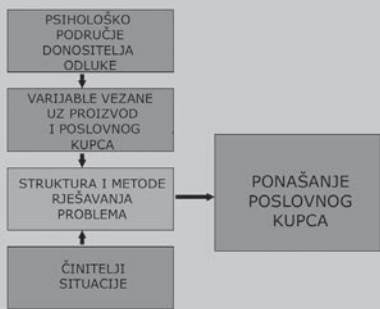 PSIHOLOŠKO
PODRUČJE
DONOSITELJA
ODLUKE
VARIJABLE VEZANE
UZ PROIZVOD
I POSLOVNOG
KUPCA
STRUKTURA I METODE
RJEŠAVANJA
PROBLEMA
ČINITELJI
SITUACIJE
PONAŠANJE
POSLOVNOG
KUPCA